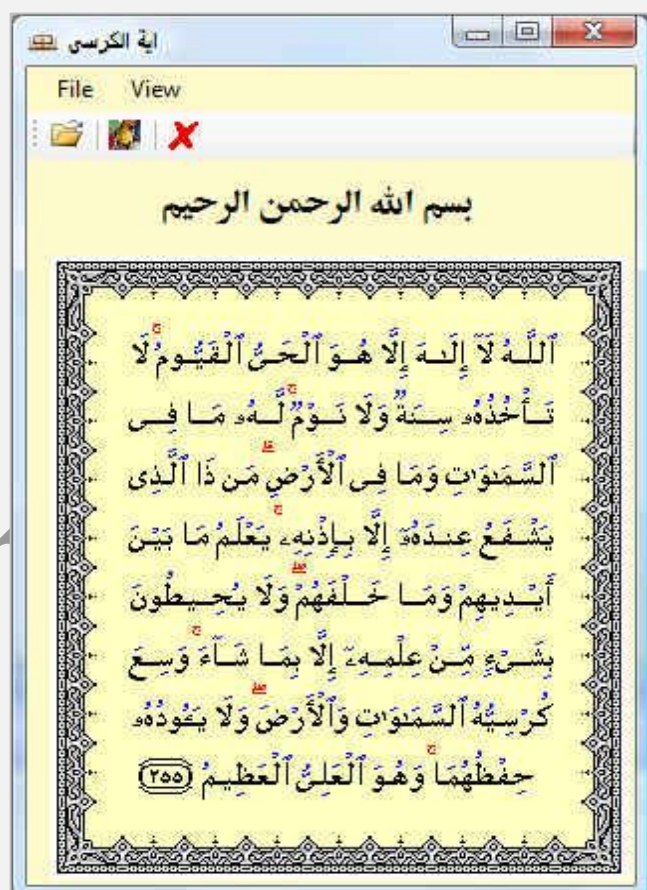 اية الكرسي
File View
بسم الله الرحمن الرحيم
ٱللَّهُ لَآ إِلَٰهَ إِلَّا هُوَ ٱلْحَىُّ ٱلْقَيُّومُ ۚ لَا
تَأْخُذُهُۥ سِنَةٌ وَلَا نَوْمٌ ۚ لَّهُۥ مَا فِى
ٱلسَّمَٰوَٰتِ وَمَا فِى ٱلْأَرْضِ ۗ مَن ذَا ٱلَّذِى
يَشْفَعُ عِندَهُۥٓ إِلَّا بِإِذْنِهِۦ ۚ يَعْلَمُ مَا بَيْنَ
أَيْدِيهِمْ وَمَا خَلْفَهُمْ ۖ وَلَا يُحِيطُونَ
بِشَىْءٍ مِّنْ عِلْمِهِۦٓ إِلَّا بِمَا شَآءَ ۚ وَسِعَ
كُرْسِيُّهُ ٱلسَّمَٰوَٰتِ وَٱلْأَرْضَ ۖ وَلَا يَـُٔودُهُۥ
حِفْظُهُمَا ۚ وَهُوَ ٱلْعَلِىُّ ٱلْعَظِيمُ ٢٥٥